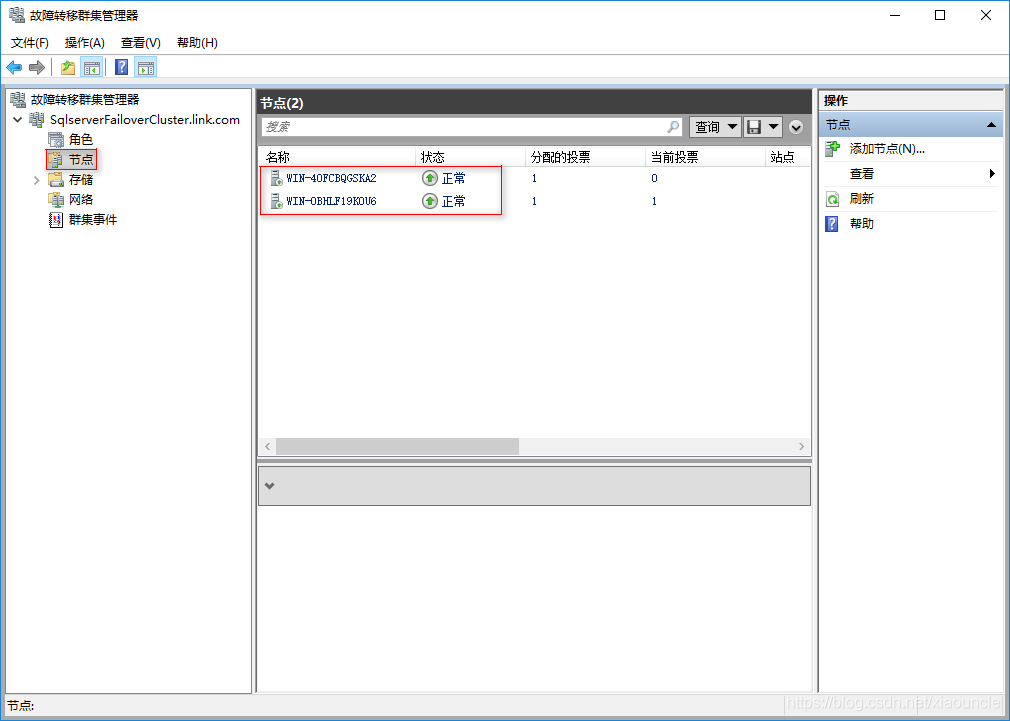 故障转移群集管理器
文件(F) 操作(A) 查看(V) 帮助(H)
故障转移群集管理器
SqlserverFailoverCluster.link.com
角色
节点
存储
网络
群集事件
节点(2)
搜索 查询
名称 状态 分配的投票 当前投票 站点
WIN-4OFCBQGSKA2 正常 1 0
WIN-OBHLF19KOU6 正常 1 1
操作
节点
添加节点(N)...
查看
刷新
帮助
节点:
https://blog.csdn.net/xiaouncle